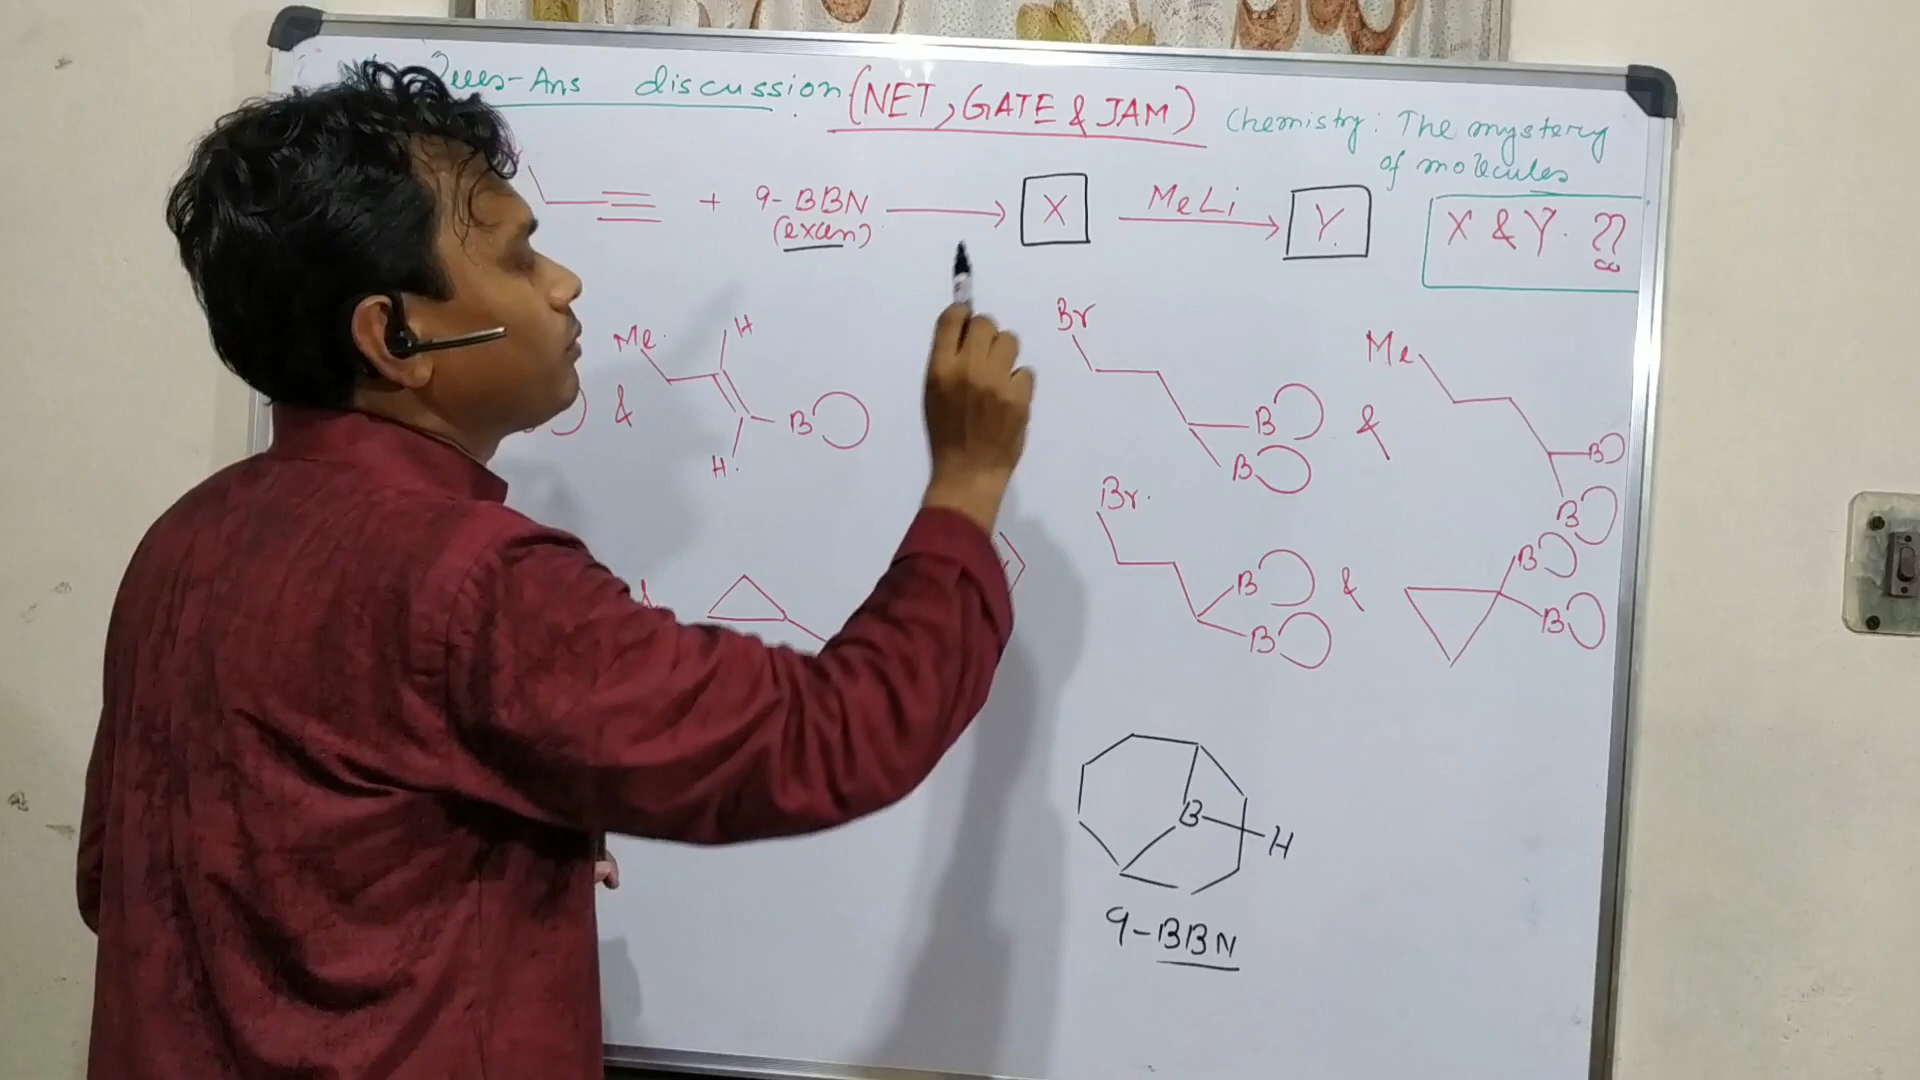 Ques-Ans discussion (NET, GATE & JAM) Chemistry: The mystery
of molecules
+ 9-BBN X MeLi Y X & Y. ??
(excen)
Me H
& B
H.
Br
B & B
B
Me
B
B
Br.
B & B
B B
B H
9-BBN